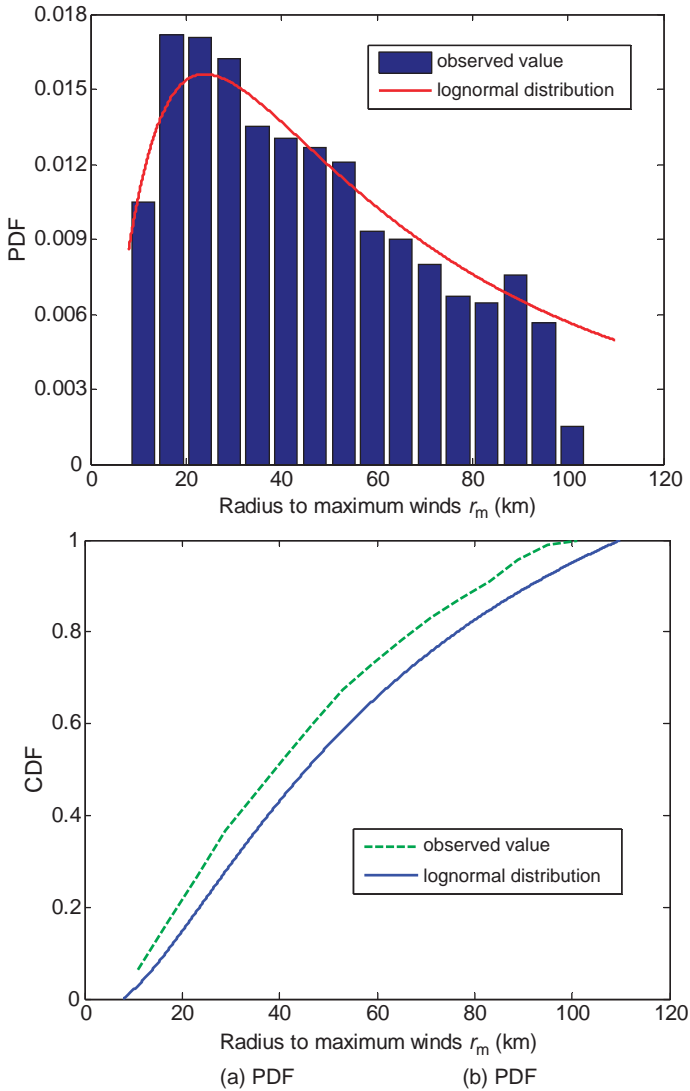 0.018
0.015
0.012
0.009
0.006
0.003
0
PDF
observed value
lognormal distribution
0 20 40 60 80 100 120
Radius to maximum winds rm (km)
1
0.8
0.6
0.4
0.2
0
CDF
observed value
lognormal distribution
0 20 40 60 80 100 120
Radius to maximum winds rm (km)
(a) PDF (b) PDF